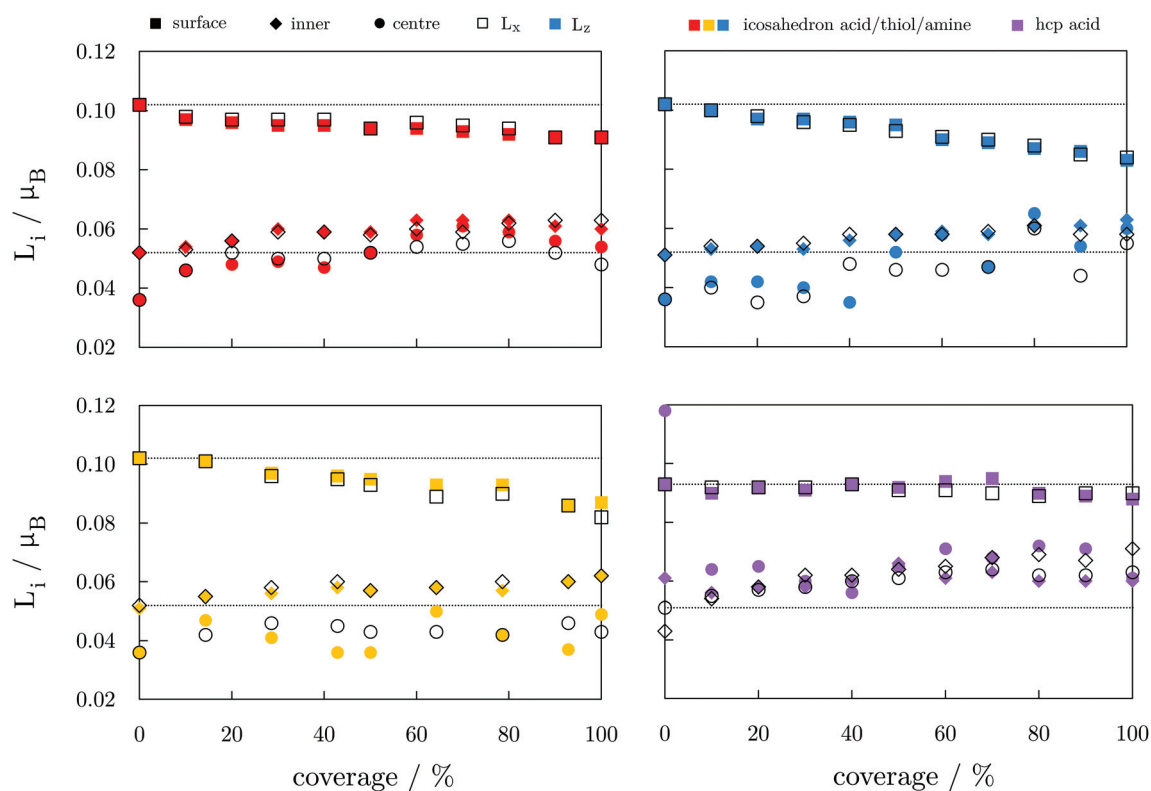 surface inner centre Lx Lz
icosahedron acid/thiol/amine hcp acid
0.12
0.10
0.08
0.06
0.04
0.02
Li / μB
0.12
0.10
0.08
0.06
0.04
0.02
Li / μB
0 20 40 60 80 100
0 20 40 60 80 100
coverage / %
coverage / %